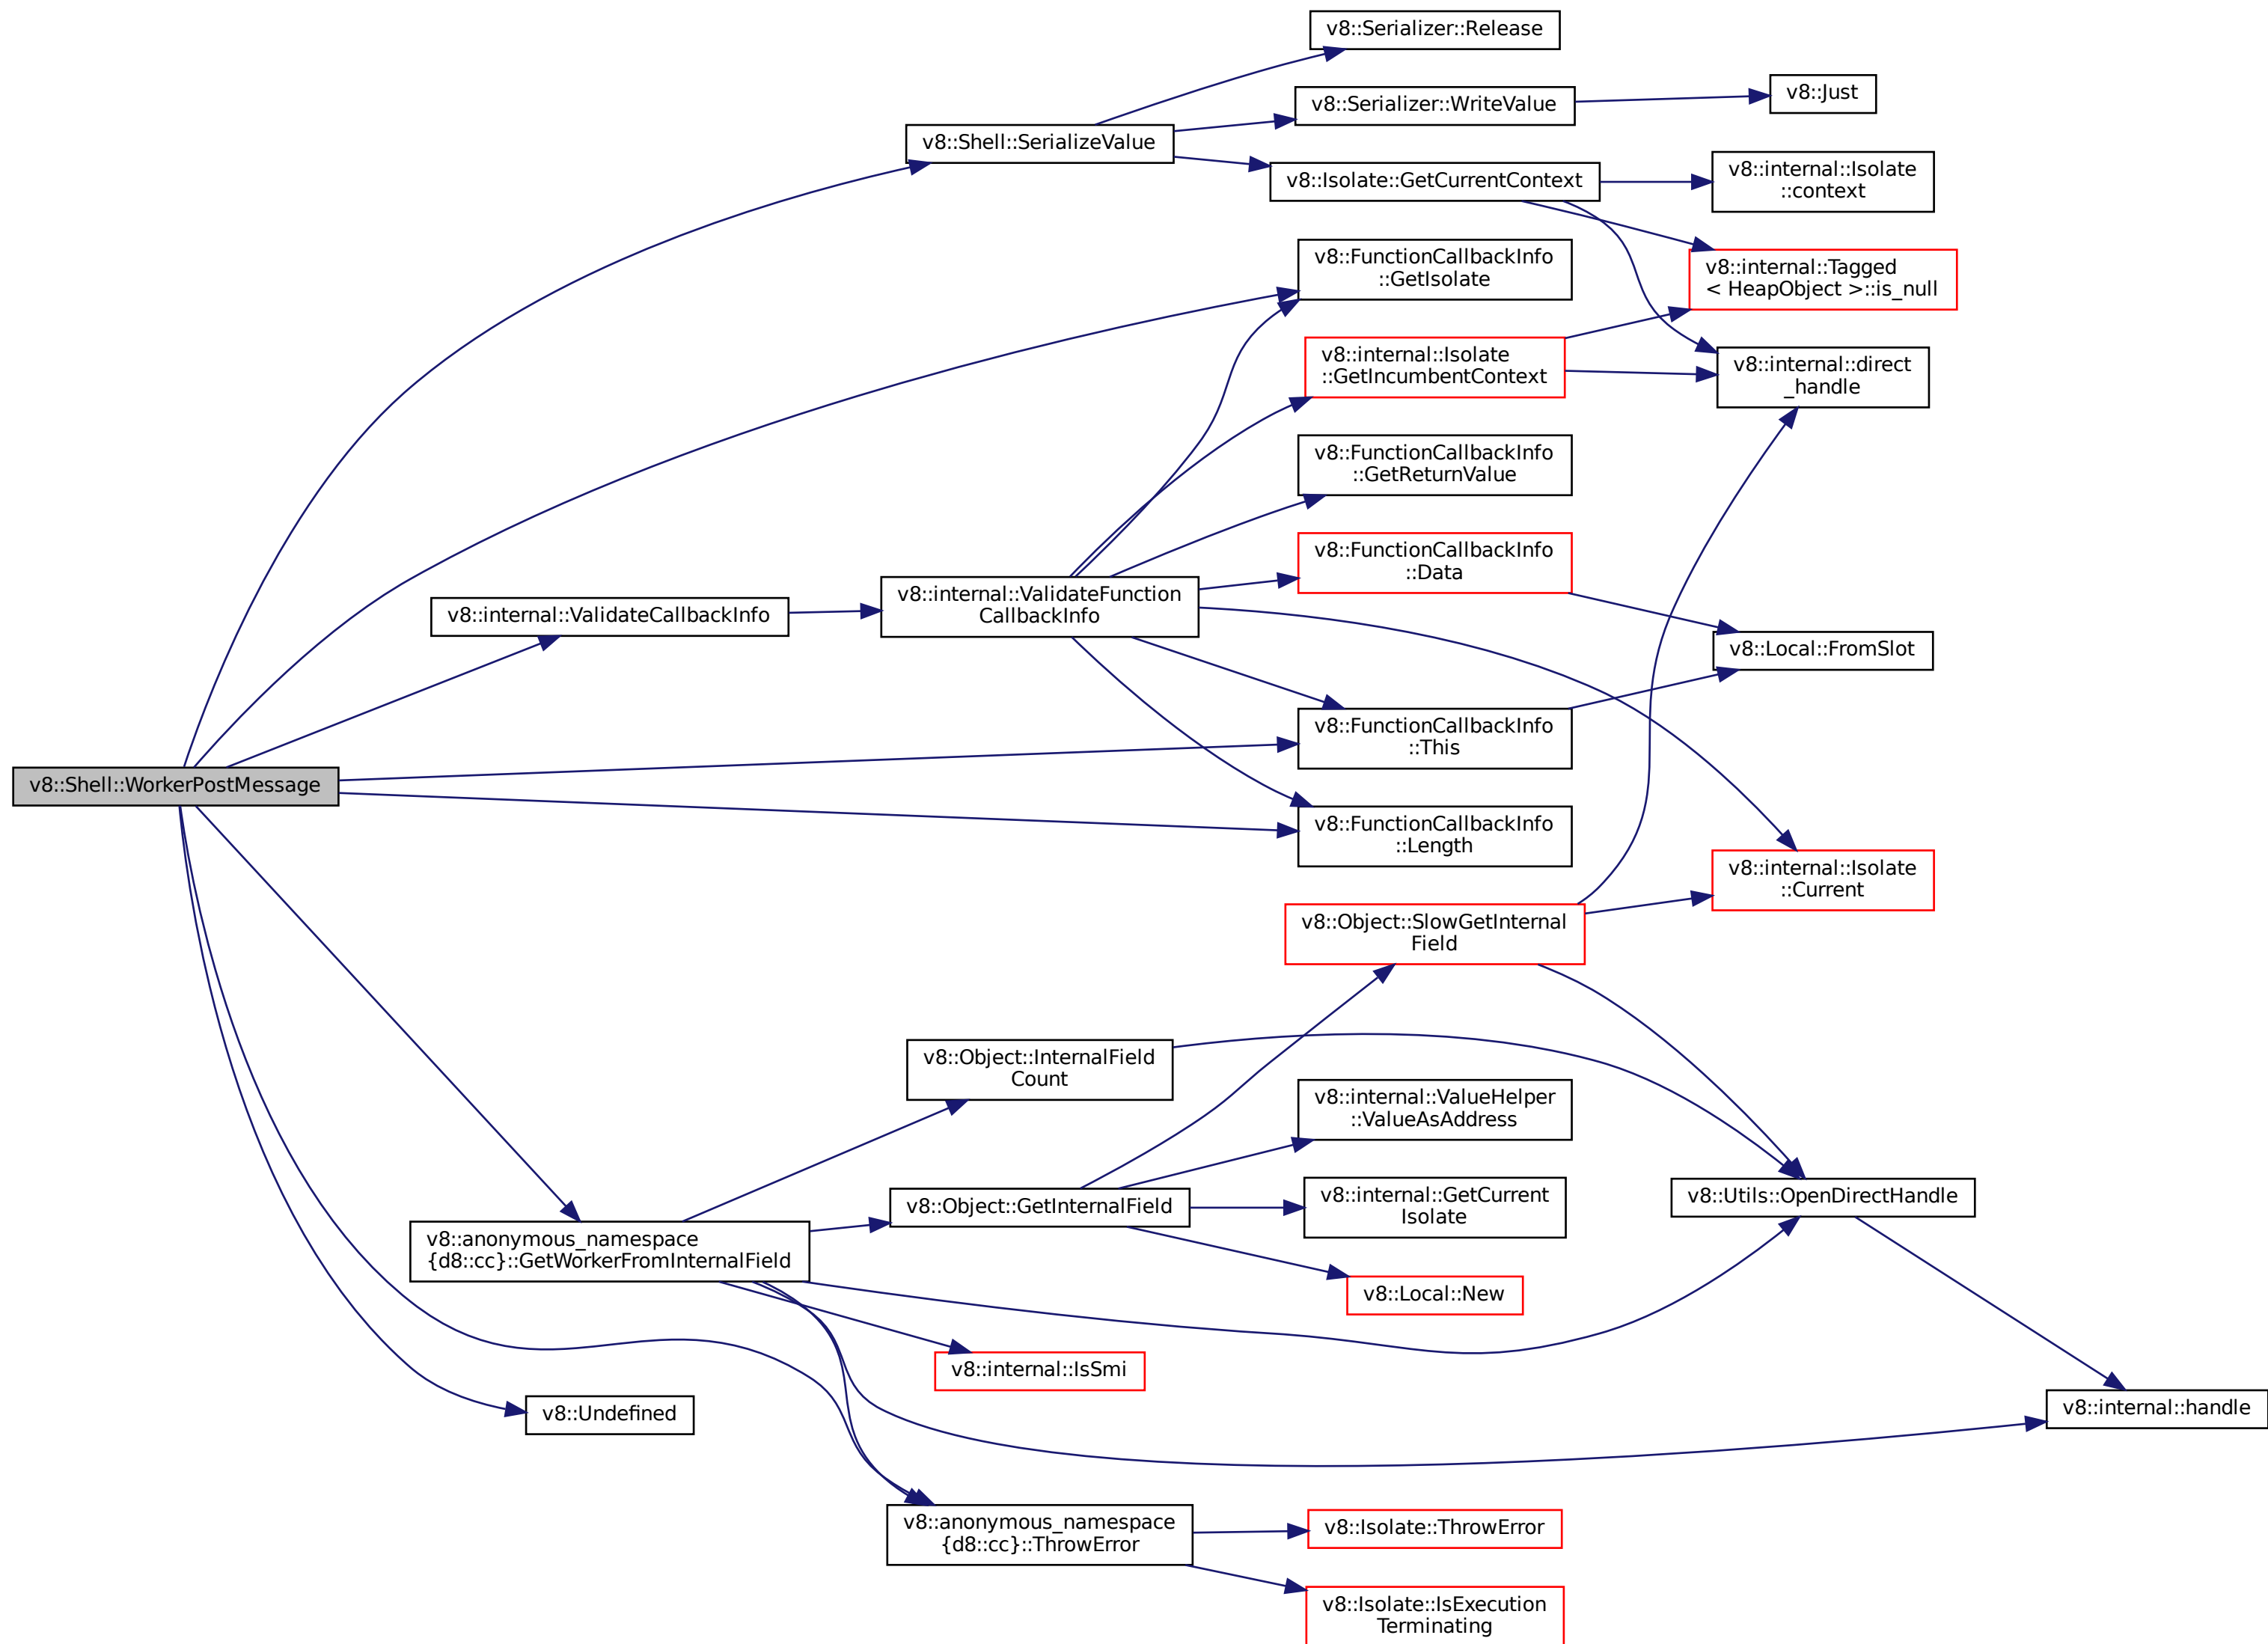 v8::Serializer::Release
v8::Just
v8::Serializer::WriteValue
v8::Shell::SerializeValue
v8::internal::Isolate
::context
v8::Isolate::GetCurrentContext
v8::FunctionCallbackInfo
::GetIsolate
v8::internal::Tagged
< HeapObject >::is_null
v8::internal::Isolate
::GetIncumbentContext
v8::internal::direct
_handle
v8::FunctionCallbackInfo
::GetReturnValue
v8::FunctionCallbackInfo
::Data
v8::internal::ValidateFunction
CallbackInfo
v8::internal::ValidateCallbackInfo
v8::Local::FromSlot
v8::FunctionCallbackInfo
::This
v8::Shell::WorkerPostMessage
v8::FunctionCallbackInfo
::Length
v8::internal::Isolate
::Current
v8::Object::SlowGetInternal
Field
v8::Object::InternalField
Count
v8::internal::ValueHelper
::ValueAsAddress
v8::Utils::OpenDirectHandle
v8::internal::GetCurrent
Isolate
v8::Object::GetInternalField
v8::anonymous_namespace
{d8::cc}::GetWorkerFromInternalField
v8::Local::New
v8::internal::IsSmi
v8::Undefined
v8::internal::handle
v8::anonymous_namespace
{d8::cc}::ThrowError
v8::Isolate::ThrowError
v8::Isolate::IsExecution
Terminating